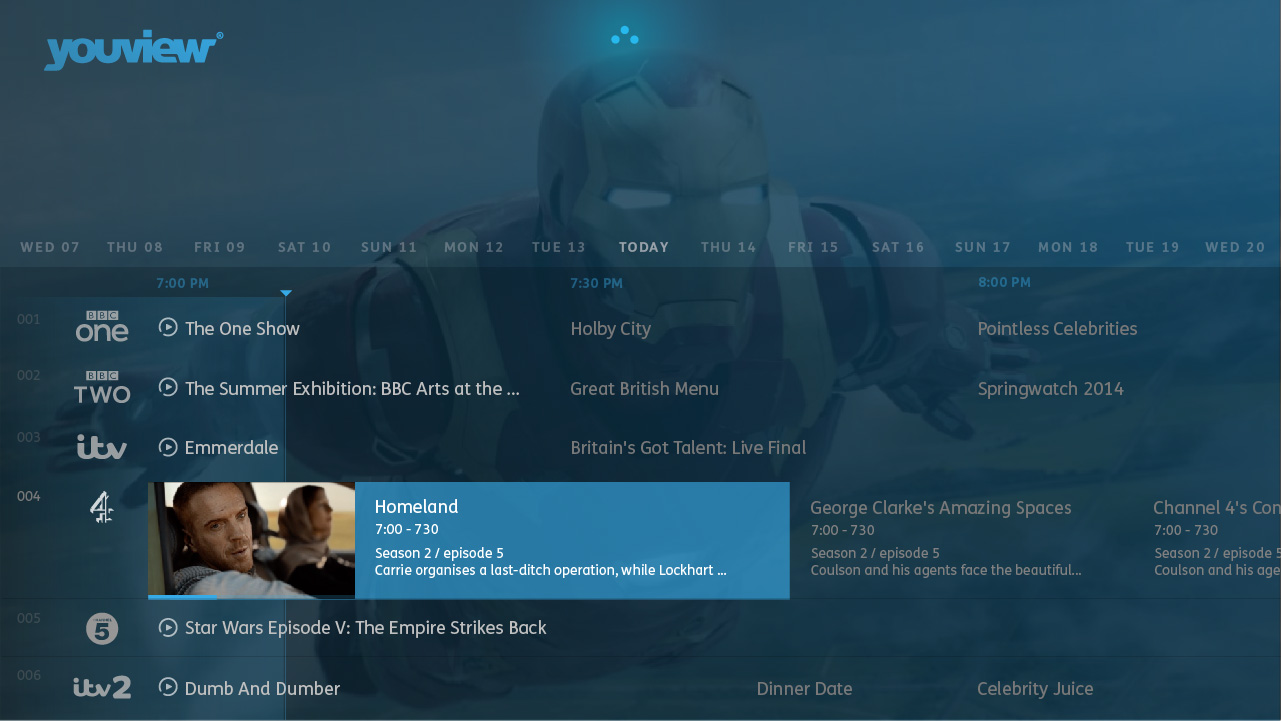 youview®
WED 07 THU 08 FRI 09 SAT 10 SUN 11 MON 12 TUE 13 TODAY THU 14 FRI 15 SAT 16 SUN 17 MON 18 TUE 19 WED 20
7:00 PM 7:30 PM 8:00 PM
001 BBC one The One Show Holby City Pointless Celebrities
002 BBC TWO The Summer Exhibition: BBC Arts at the ... Great British Menu Springwatch 2014
003 itv Emmerdale Britain's Got Talent: Live Final
004 4 Homeland George Clarke's Amazing Spaces Channel 4's Con
7:00 - 730 7:00 - 730 7:00 - 730
Season 2 / episode 5 Season 2 / episode 5 Season 2 / episode 5
Carrie organises a last-ditch operation, while Lockhart ... Coulson and his agents face the beautiful... Coulson and his age
005 5 Star Wars Episode V: The Empire Strikes Back
006 itv2 Dumb And Dumber Dinner Date Celebrity Juice